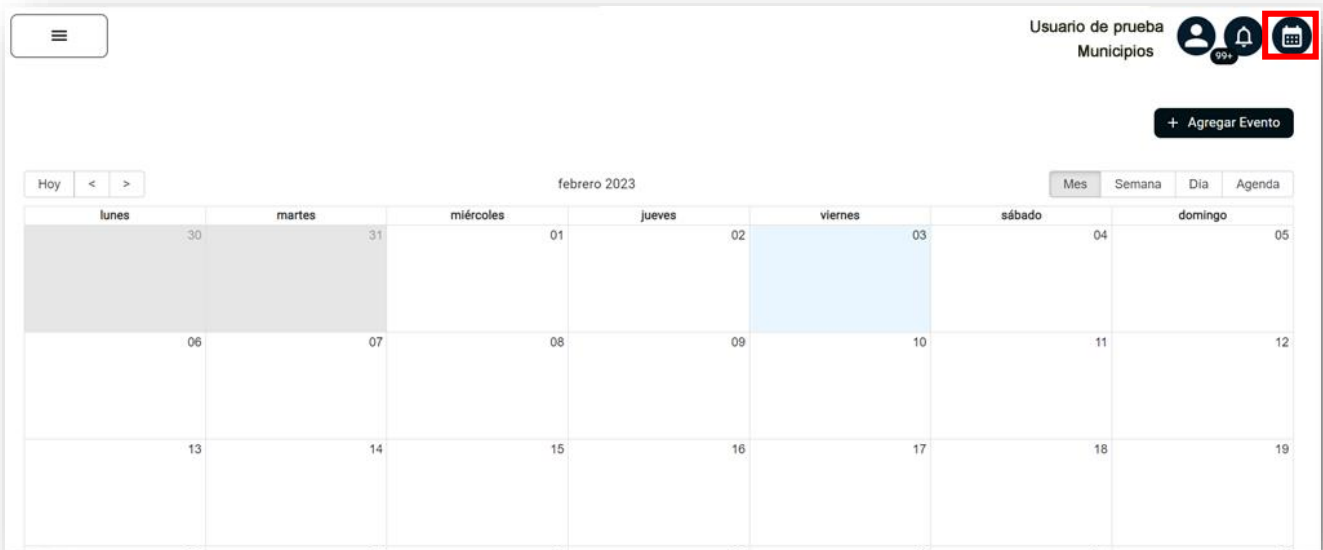 Usuario de prueba
Municipios
99+
+ Agregar Evento
Hoy < > febrero 2023 Mes Semana Día Agenda
lunes martes miércoles jueves viernes sábado domingo
30 31 01 02 03 04 05
06 07 08 09 10 11 12
13 14 15 16 17 18 19